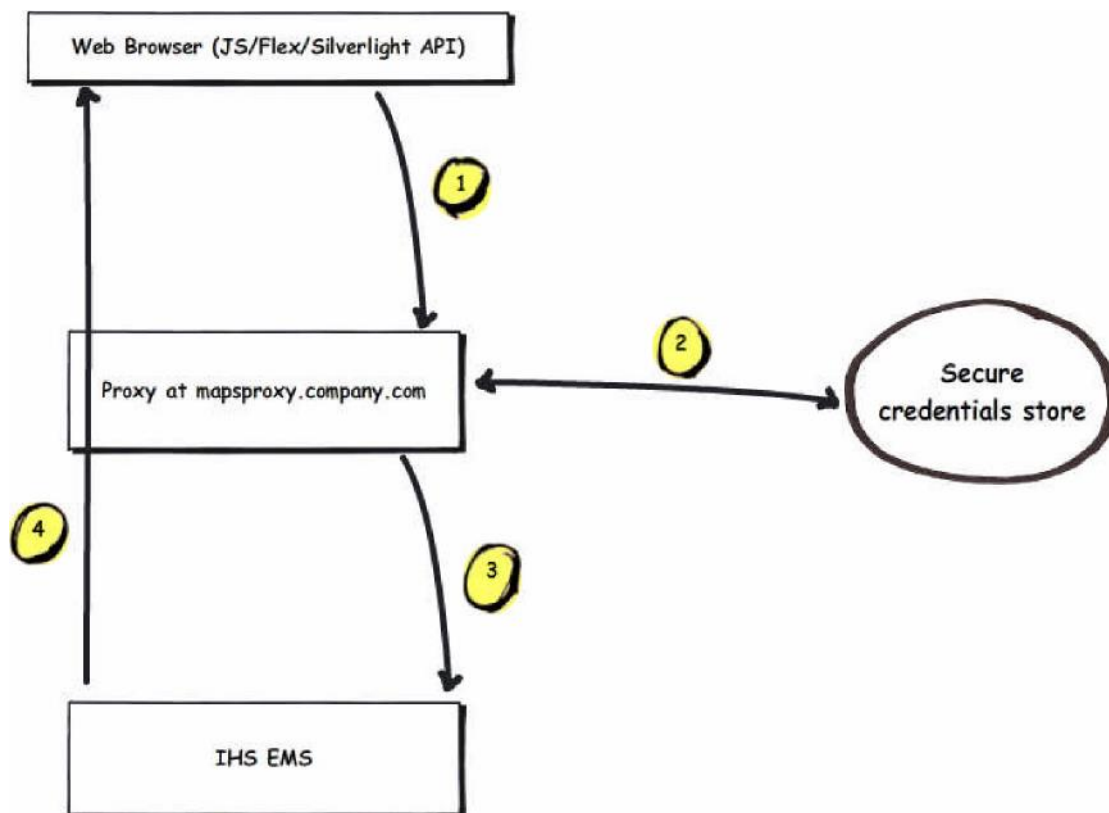 Web Browser (JS/Flex/Silverlight API)
1
2
Proxy at mapsproxy.company.com
Secure
credentials store
4
3
IHS EMS